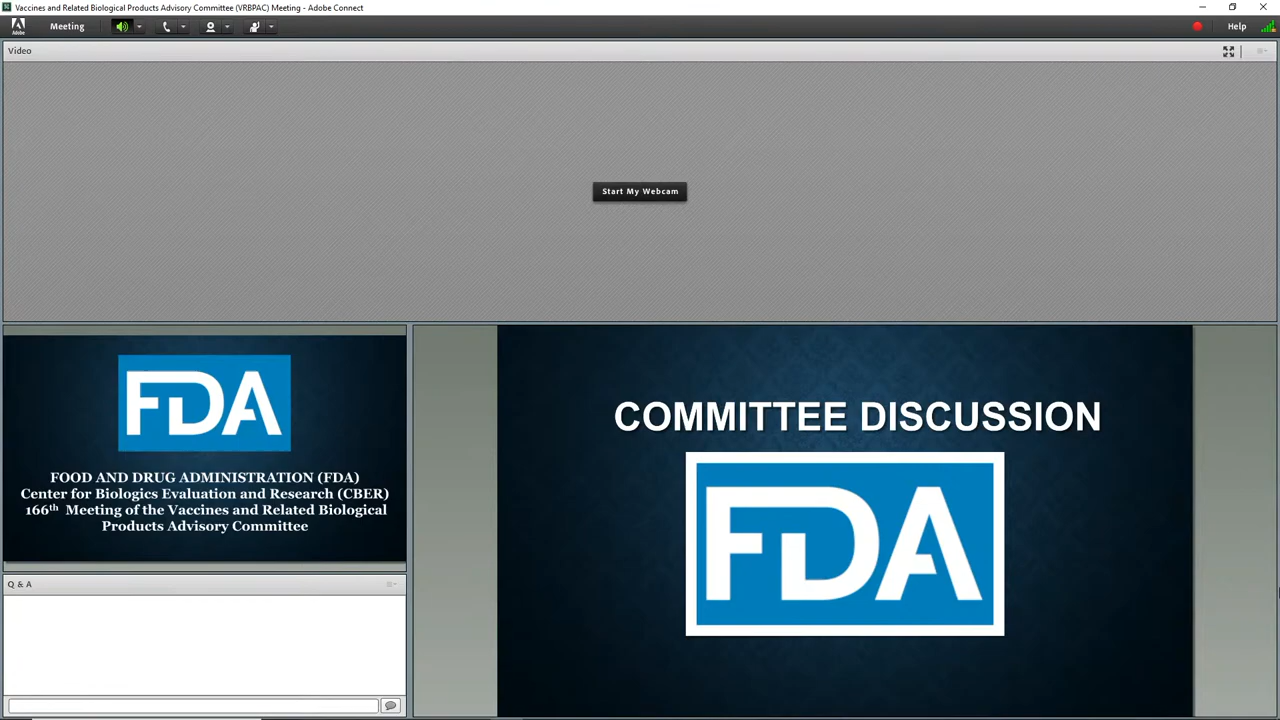 Vaccines and Related Biological Products Advisory Committee (VRBPAC) Meeting - Adobe Connect
Adobe
Meeting
Help
Video
Start My Webcam
FDA
FOOD AND DRUG ADMINISTRATION (FDA)
Center for Biologics Evaluation and Research (CBER)
166th Meeting of the Vaccines and Related Biological
Products Advisory Committee
Q & A
COMMITTEE DISCUSSION
FDA